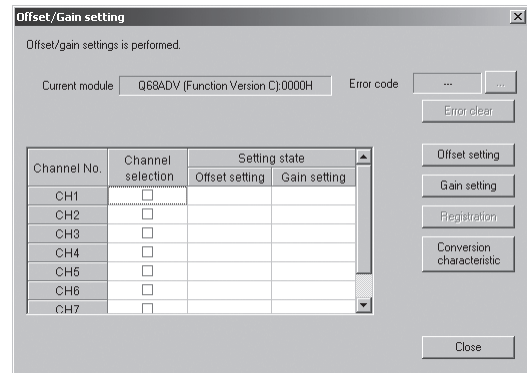 Offset/Gain setting
Offset/gain settings is performed.
Current module Q68ADV (Function Version C):0000H Error code --- ...
Error clear
Channel No. Channel selection Setting state
Offset setting Gain setting
CH1
CH2
CH3
CH4
CH5
CH6
CH7
Offset setting
Gain setting
Registration
Conversion
characteristic
Close